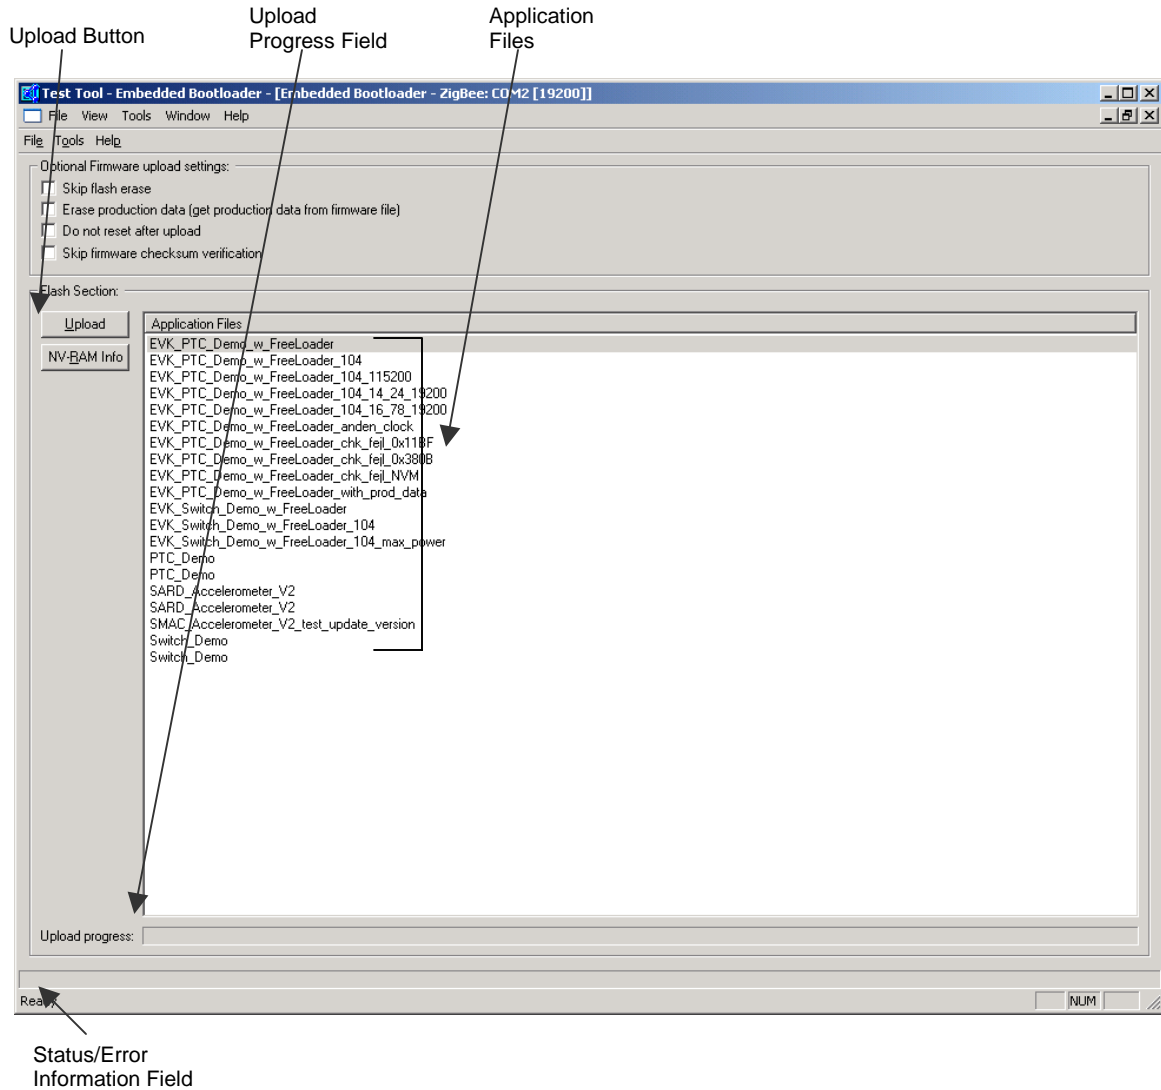 Upload Button
Upload
Progress Field
Application
Files
Test Tool - Embedded Bootloader - [Embedded Bootloader - ZigBee: COM2 [19200]]
File View Tools Window Help
File Tools Help
Optional Firmware upload settings:
Skip flash erase
Erase production data (get production data from firmware file)
Do not reset after upload
Skip firmware checksum verification
Flash Section:
Upload
NV-RAM Info
Application Files
EVK_PTC_Demo_w_FreeLoader
EVK_PTC_Demo_w_FreeLoader_104
EVK_PTC_Demo_w_FreeLoader_104_115200
EVK_PTC_Demo_w_FreeLoader_104_14_24_19200
EVK_PTC_Demo_w_FreeLoader_104_16_78_19200
EVK_PTC_Demo_w_FreeLoader_anden_clock
EVK_PTC_Demo_w_FreeLoader_chk_fejl_0x11BF
EVK_PTC_Demo_w_FreeLoader_chk_fejl_0x380B
EVK_PTC_Demo_w_FreeLoader_chk_fejl_NVM
EVK_PTC_Demo_w_FreeLoader_with_prod_data
EVK_Switch_Demo_w_FreeLoader
EVK_Switch_Demo_w_FreeLoader_104
EVK_Switch_Demo_w_FreeLoader_104_max_power
PTC_Demo
PTC_Demo
SARD_Accelerometer_V2
SARD_Accelerometer_V2
SMAC_Accelerometer_V2_test_update_version
Switch_Demo
Switch_Demo
Upload progress:
Ready
NUM
Status/Error
Information Field